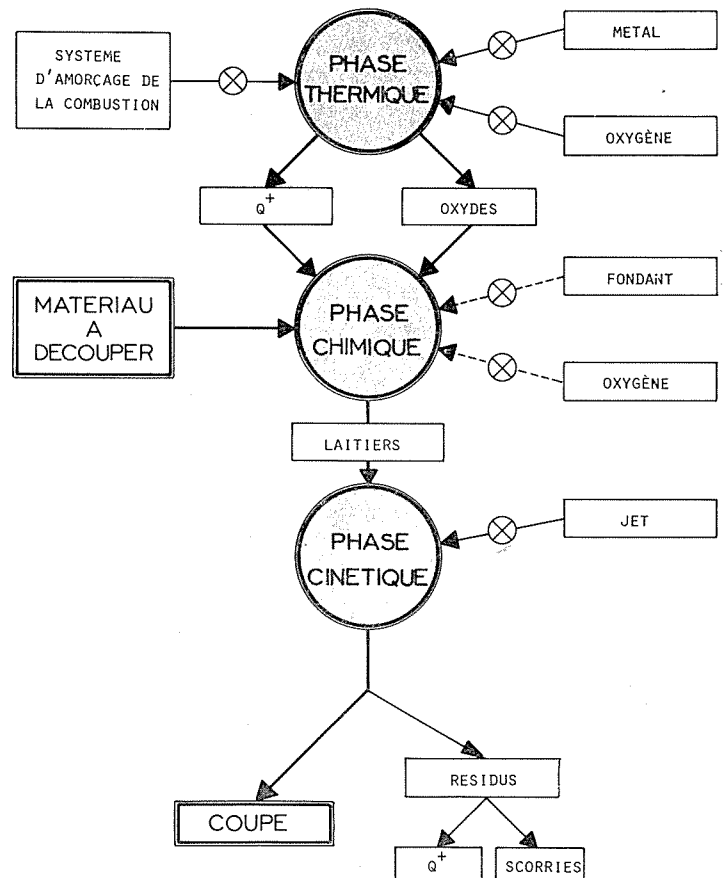 SYSTEME
D'AMORÇAGE DE
LA COMBUSTION
PHASE
THERMIQUE
METAL
OXYGÈNE
Q+
OXYDES
MATERIAU
A
DECOUPER
PHASE
CHIMIQUE
FONDANT
OXYGÈNE
LAITIERS
PHASE
CINETIQUE
JET
COUPE
RESIDUS
Q+
SCORRIES